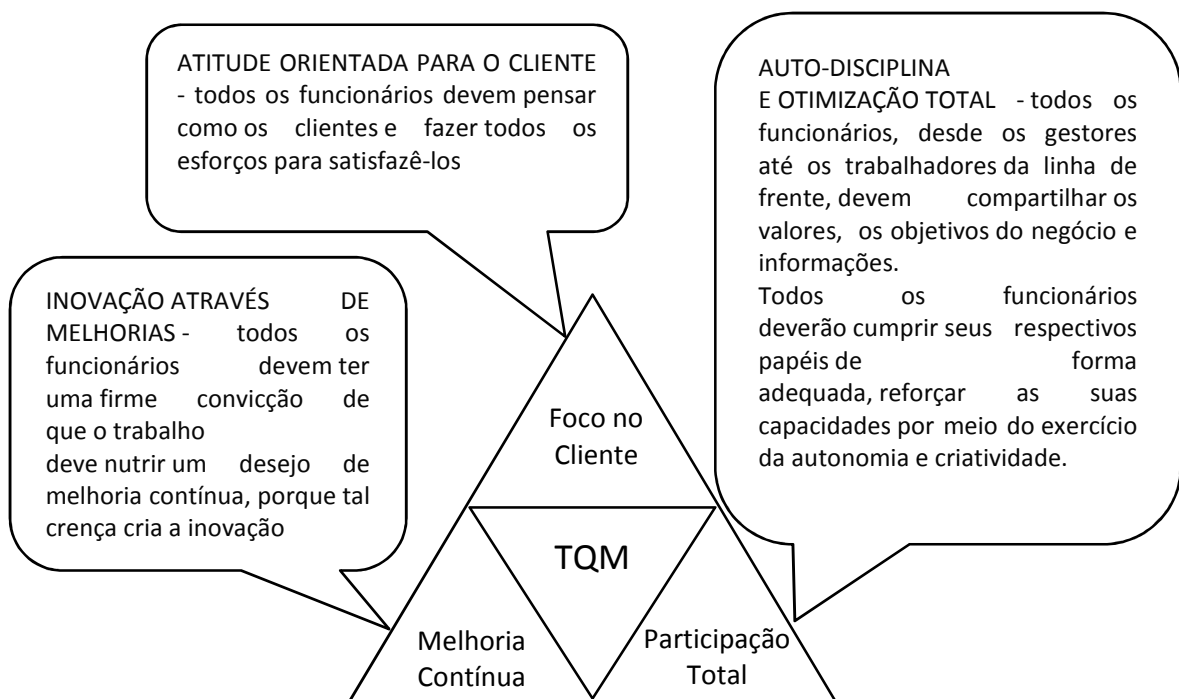 ATITUDE ORIENTADA PARA O CLIENTE
- todos os funcionários devem pensar
como os clientes e fazer todos os
esforços para satisfazê-los
AUTO-DISCIPLINA
E OTIMIZAÇÃO TOTAL - todos os
funcionários, desde os gestores
até os trabalhadores da linha de
frente, devem compartilhar os
valores, os objetivos do negócio e
informações.
Todos os funcionários
deverão cumprir seus respectivos
papéis de forma
adequada, reforçar as suas
capacidades por meio do exercício
da autonomia e criatividade.
INOVAÇÃO ATRAVÉS DE
MELHORIAS - todos os
funcionários devem ter
uma firme convicção de
que o trabalho
deve nutrir um desejo de
melhoria contínua, porque tal
crença cria a inovação
Foco no
Cliente
TQM
Melhoria
Contínua
Participação
Total